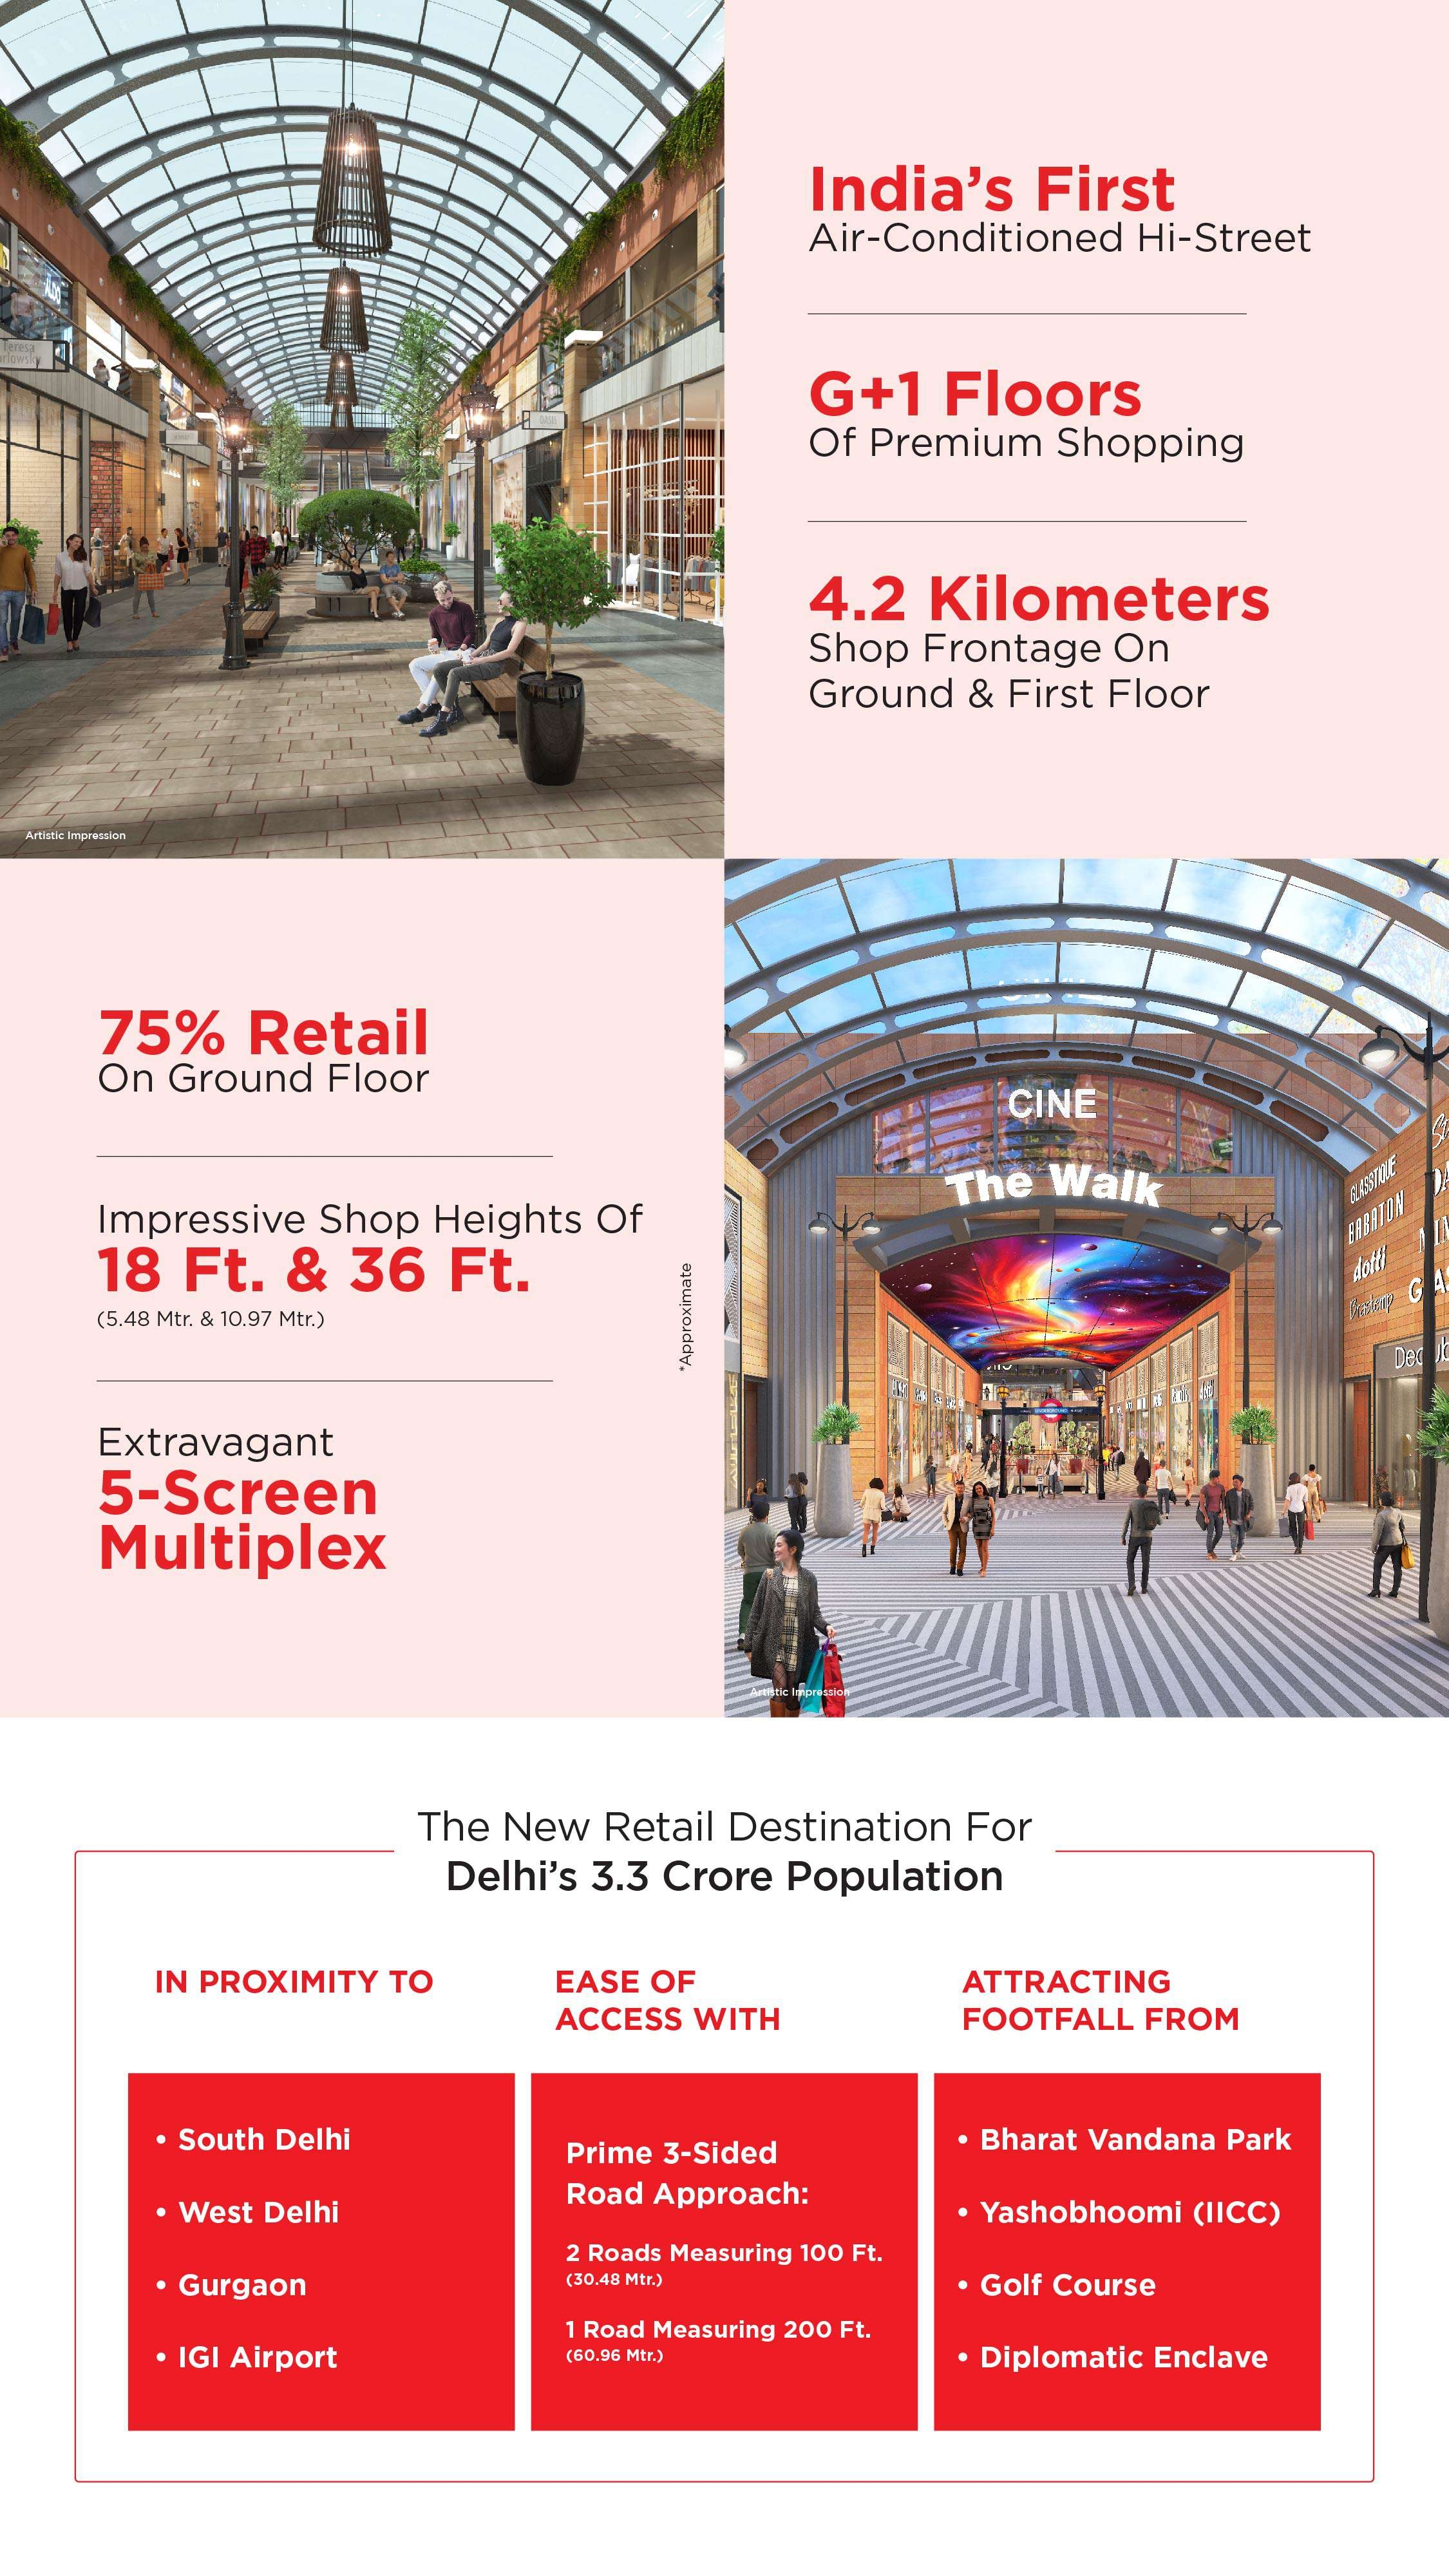 India's First
Air-Conditioned Hi-Street
G+1 Floors
Of Premium Shopping
4.2 Kilometers
Shop Frontage On
Ground & First Floor
ALDO
Teresa
OASIS
Artistic Impression
75% Retail
On Ground Floor
Impressive Shop Heights Of
18 Ft. & 36 Ft.
(5.48 Mtr. & 10.97 Mtr.)
*Approximate
Extravagant
5-Screen
Multiplex
CINE
The Walk
GLASSTIQUE
BABATON
dotti
Brastemp
UNDERGROUND
Artistic Impression
The New Retail Destination For
Delhi's 3.3 Crore Population
IN PROXIMITY TO
• South Delhi
• West Delhi
• Gurgaon
• IGI Airport
EASE OF
ACCESS WITH
Prime 3-Sided
Road Approach:
2 Roads Measuring 100 Ft.
(30.48 Mtr.)
1 Road Measuring 200 Ft.
(60.96 Mtr.)
ATTRACTING
FOOTFALL FROM
• Bharat Vandana Park
• Yashobhoomi (IICC)
• Golf Course
• Diplomatic Enclave